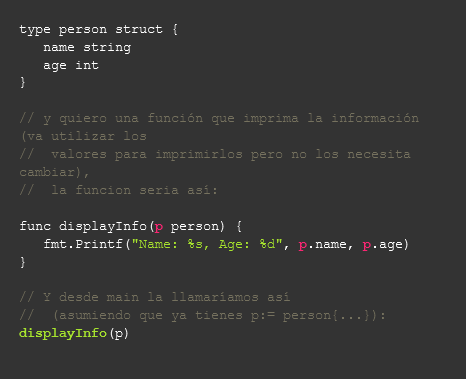 type person struct {
name string
age int
}
// y quiero una función que imprima la información
(va utilizar los
// valores para imprimirlos pero no los necesita
cambiar),
// la funcion seria así:
func displayInfo(p person) {
fmt.Printf("Name: %s, Age: %d", p.name, p.age)
}
// Y desde main la llamaríamos así
// (asumiendo que ya tienes p:= person{...}):
displayInfo(p)